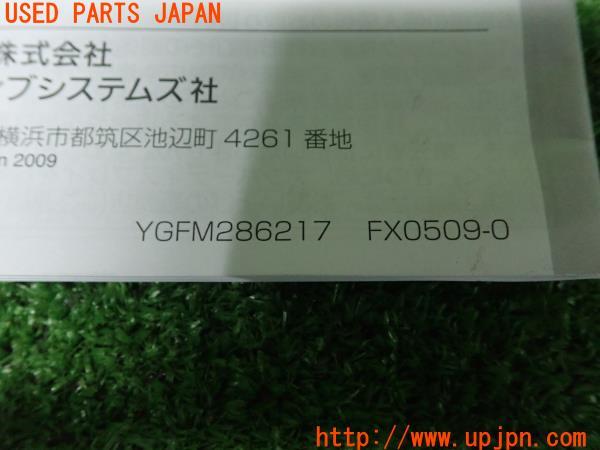 USED PARTS JAPAN
株式会社
ブシステムズ社
横浜市都筑区池辺町 4261 番地
n 2009
YGFM286217 FX0509-0
http://www.upjpn.com/